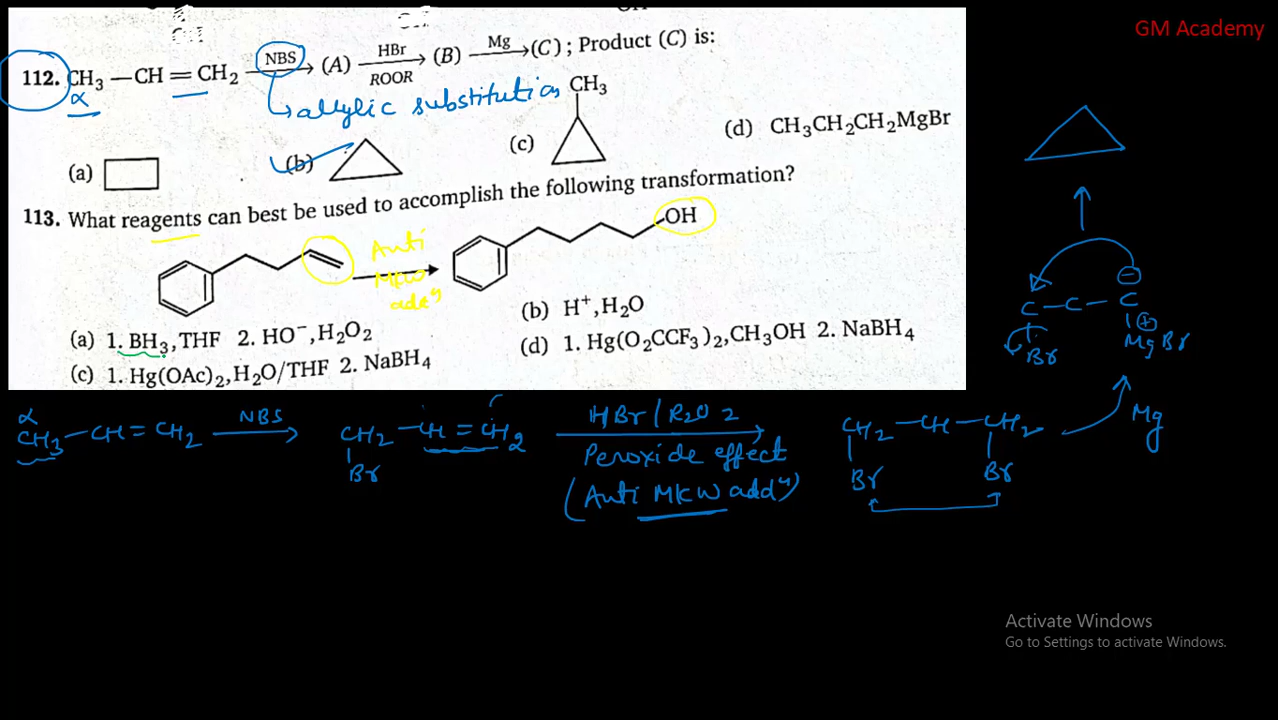 GM Academy
112. CH3 — CH = CH2 NBS → (A) HBr ROOR → (B) Mg → (C) ; Product (C) is:
α
allylic substitution
CH3
(a) (b) (c) (d) CH3CH2CH2MgBr
113. What reagents can best be used to accomplish the following transformation?
OH
Anti
MKW
addⁿ
(a) 1. BH3, THF 2. HO⁻, H2O2
(b) H⁺, H2O
(c) 1. Hg(OAc)2, H2O/THF 2. NaBH4
(d) 1. Hg(O2CCF3)2, CH3OH 2. NaBH4
⊖
C – C – C
⊕
Br MgBr
Mg
α
CH3 – CH = CH2 NBS → CH2 – CH = CH2 HBr / R2O2 → CH2 – CH – CH2
Br Peroxide effect Br Br
(Anti MKW addⁿ)
Activate Windows
Go to Settings to activate Windows.